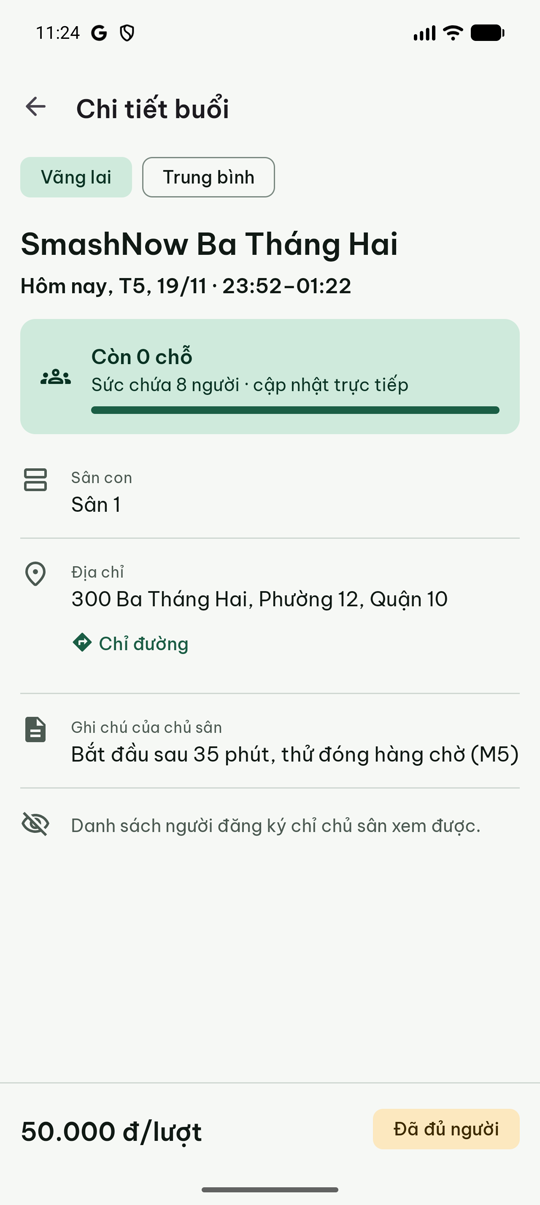 11:24
Chi tiết buổi
Vãng lai
Trung bình
SmashNow Ba Tháng Hai
Hôm nay, T5, 19/11 · 23:52–01:22
Còn 0 chỗ
Sức chứa 8 người · cập nhật trực tiếp
Sân con
Sân 1
Địa chỉ
300 Ba Tháng Hai, Phường 12, Quận 10
Chỉ đường
Ghi chú của chủ sân
Bắt đầu sau 35 phút, thử đóng hàng chờ (M5)
Danh sách người đăng ký chỉ chủ sân xem được.
50.000 đ/lượt
Đã đủ người